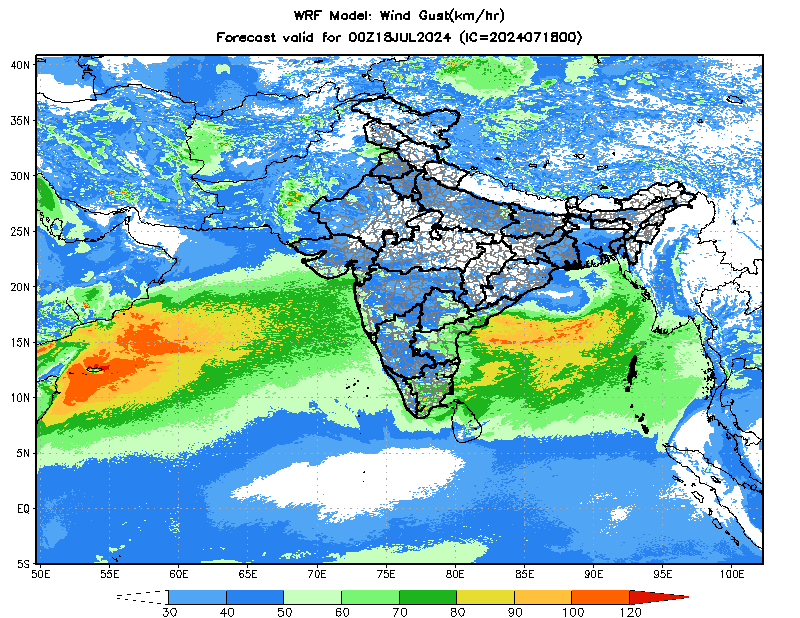 WRF Model: Wind Gust(km/hr)
Forecast valid for 00Z18JUL2024 (IC=2024071800)
40N
35N
30N
25N
20N
15N
10N
5N
EQ
5S
50E 55E 60E 65E 70E 75E 80E 85E 90E 95E 100E
30 40 50 60 70 80 90 100 120